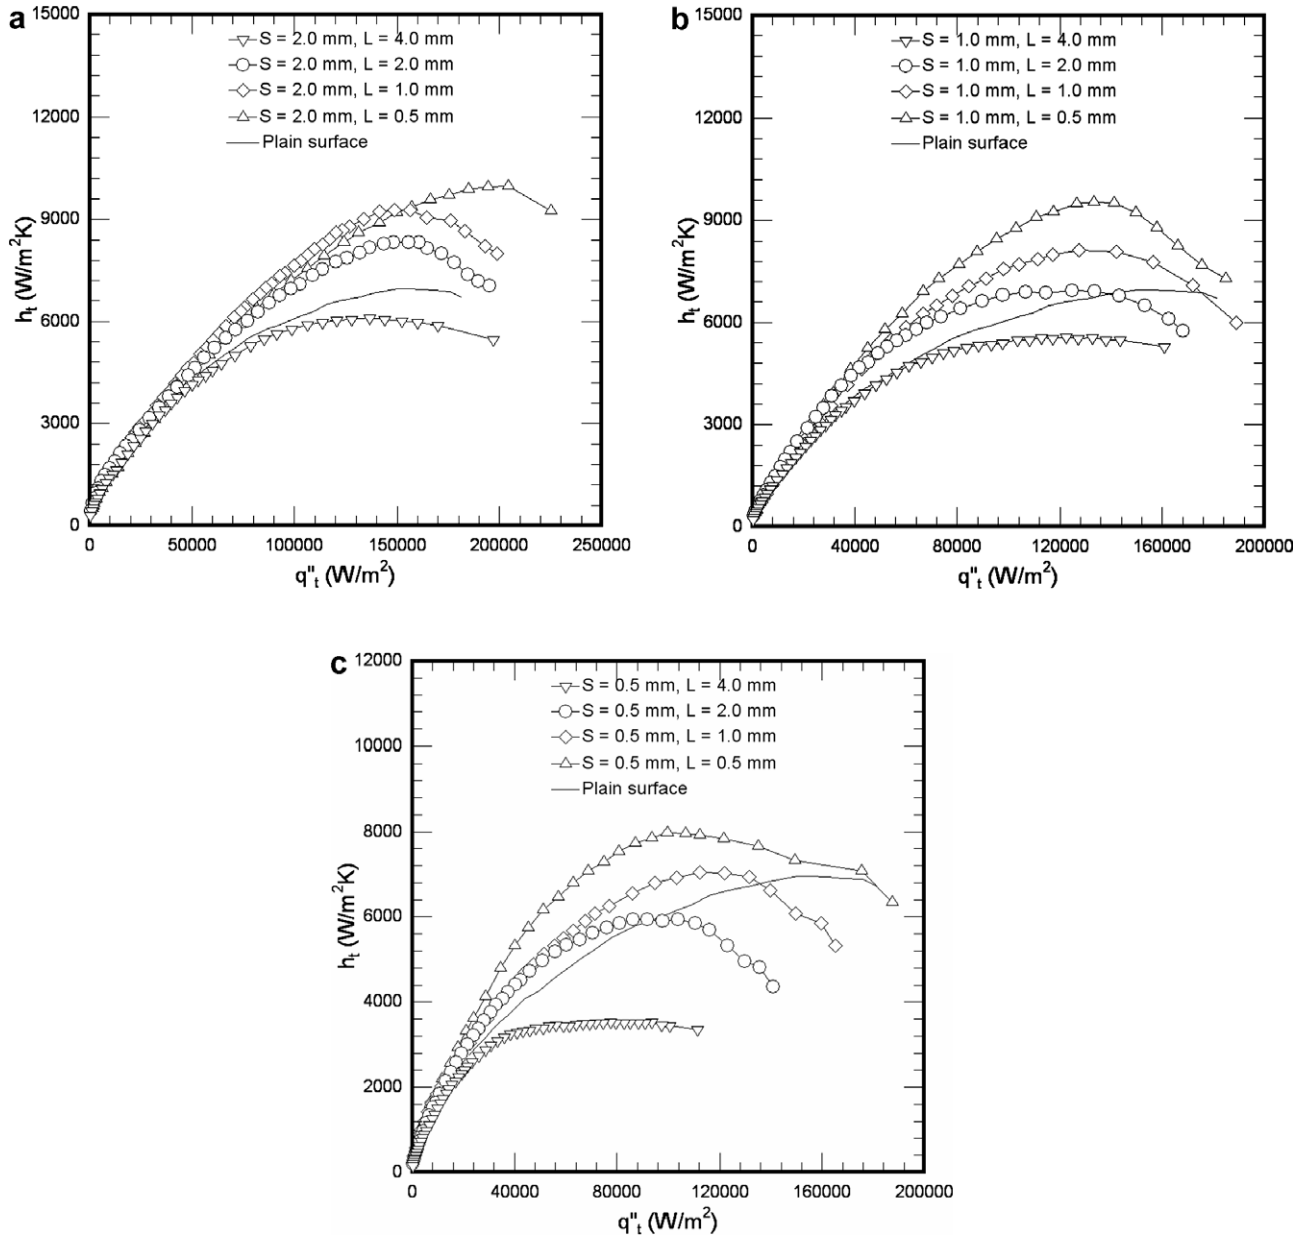 a
15000
12000
9000
6000
3000
0
h_t (W/m²K)
S = 2.0 mm, L = 4.0 mm
S = 2.0 mm, L = 2.0 mm
S = 2.0 mm, L = 1.0 mm
S = 2.0 mm, L = 0.5 mm
Plain surface
0 50000 100000 150000 200000 250000
q"_t (W/m²)
b
15000
12000
9000
6000
3000
0
h_t (W/m²K)
S = 1.0 mm, L = 4.0 mm
S = 1.0 mm, L = 2.0 mm
S = 1.0 mm, L = 1.0 mm
S = 1.0 mm, L = 0.5 mm
Plain surface
0 40000 80000 120000 160000 200000
q"_t (W/m²)
c
12000
10000
8000
6000
4000
2000
0
h_t (W/m²K)
S = 0.5 mm, L = 4.0 mm
S = 0.5 mm, L = 2.0 mm
S = 0.5 mm, L = 1.0 mm
S = 0.5 mm, L = 0.5 mm
Plain surface
0 40000 80000 120000 160000 200000
q"_t (W/m²)